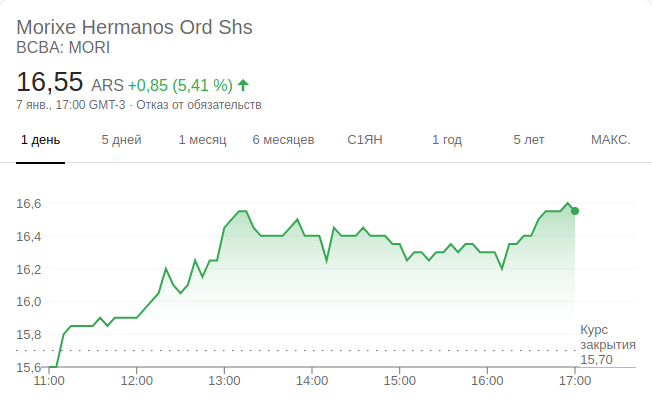 Morixe Hermanos Ord Shs
BCBA: MORI
16,55 ARS +0,85 (5,41 %)
7 янв., 17:00 GMT-3 · Отказ от обязательств
1 день 5 дней 1 месяц 6 месяцев С1ЯН 1 год 5 лет МАКС.
16,6
16,4
16,2
16,0
15,8
Курс
закрытия
15,70
15,6
11:00 12:00 13:00 14:00 15:00 16:00 17:00